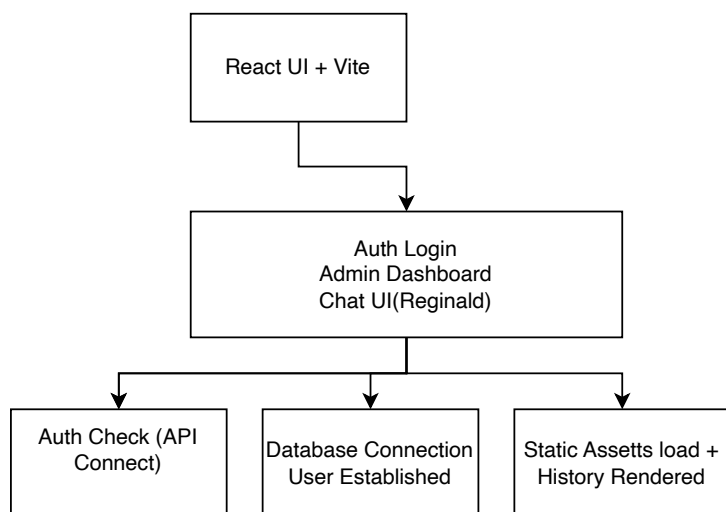 React UI + Vite
Auth Login
Admin Dashboard
Chat UI(Reginald)
Auth Check (API
Connect)
Database Connection
User Established
Static Assetts load +
History Rendered